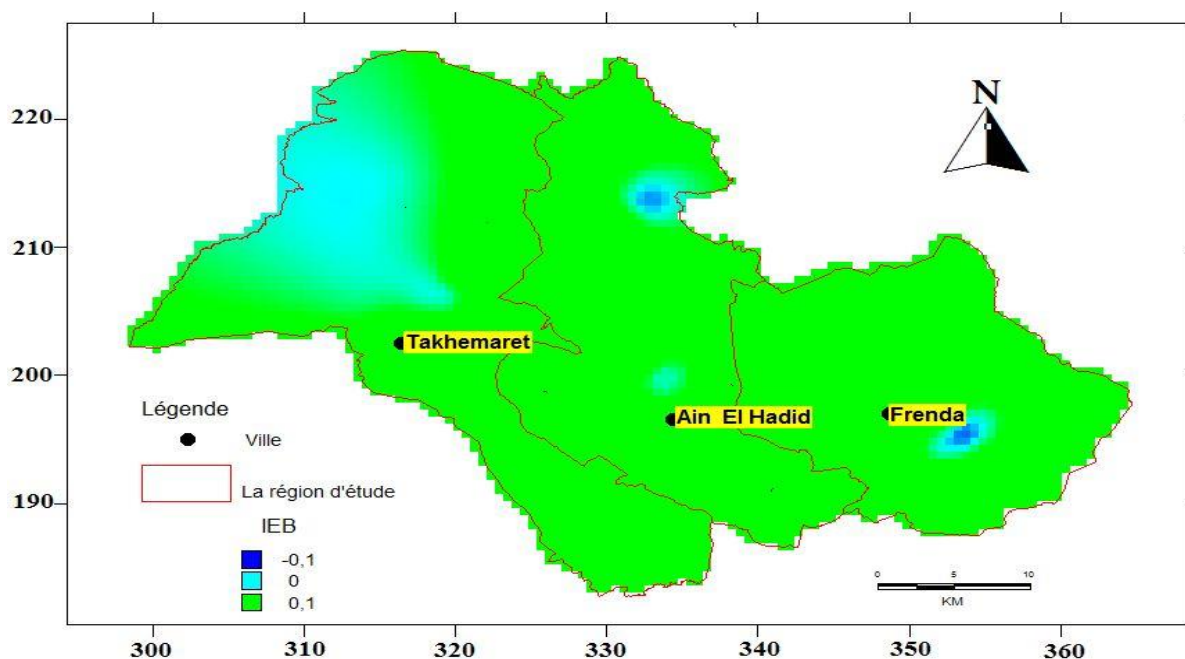 N
220
210
200
190
Takhemaret
Ain El Hadid
Frenda
Légende
Ville
La région d'étude
IEB
-0,1
0
0,1
0 5 10
KM
300 310 320 330 340 350 360